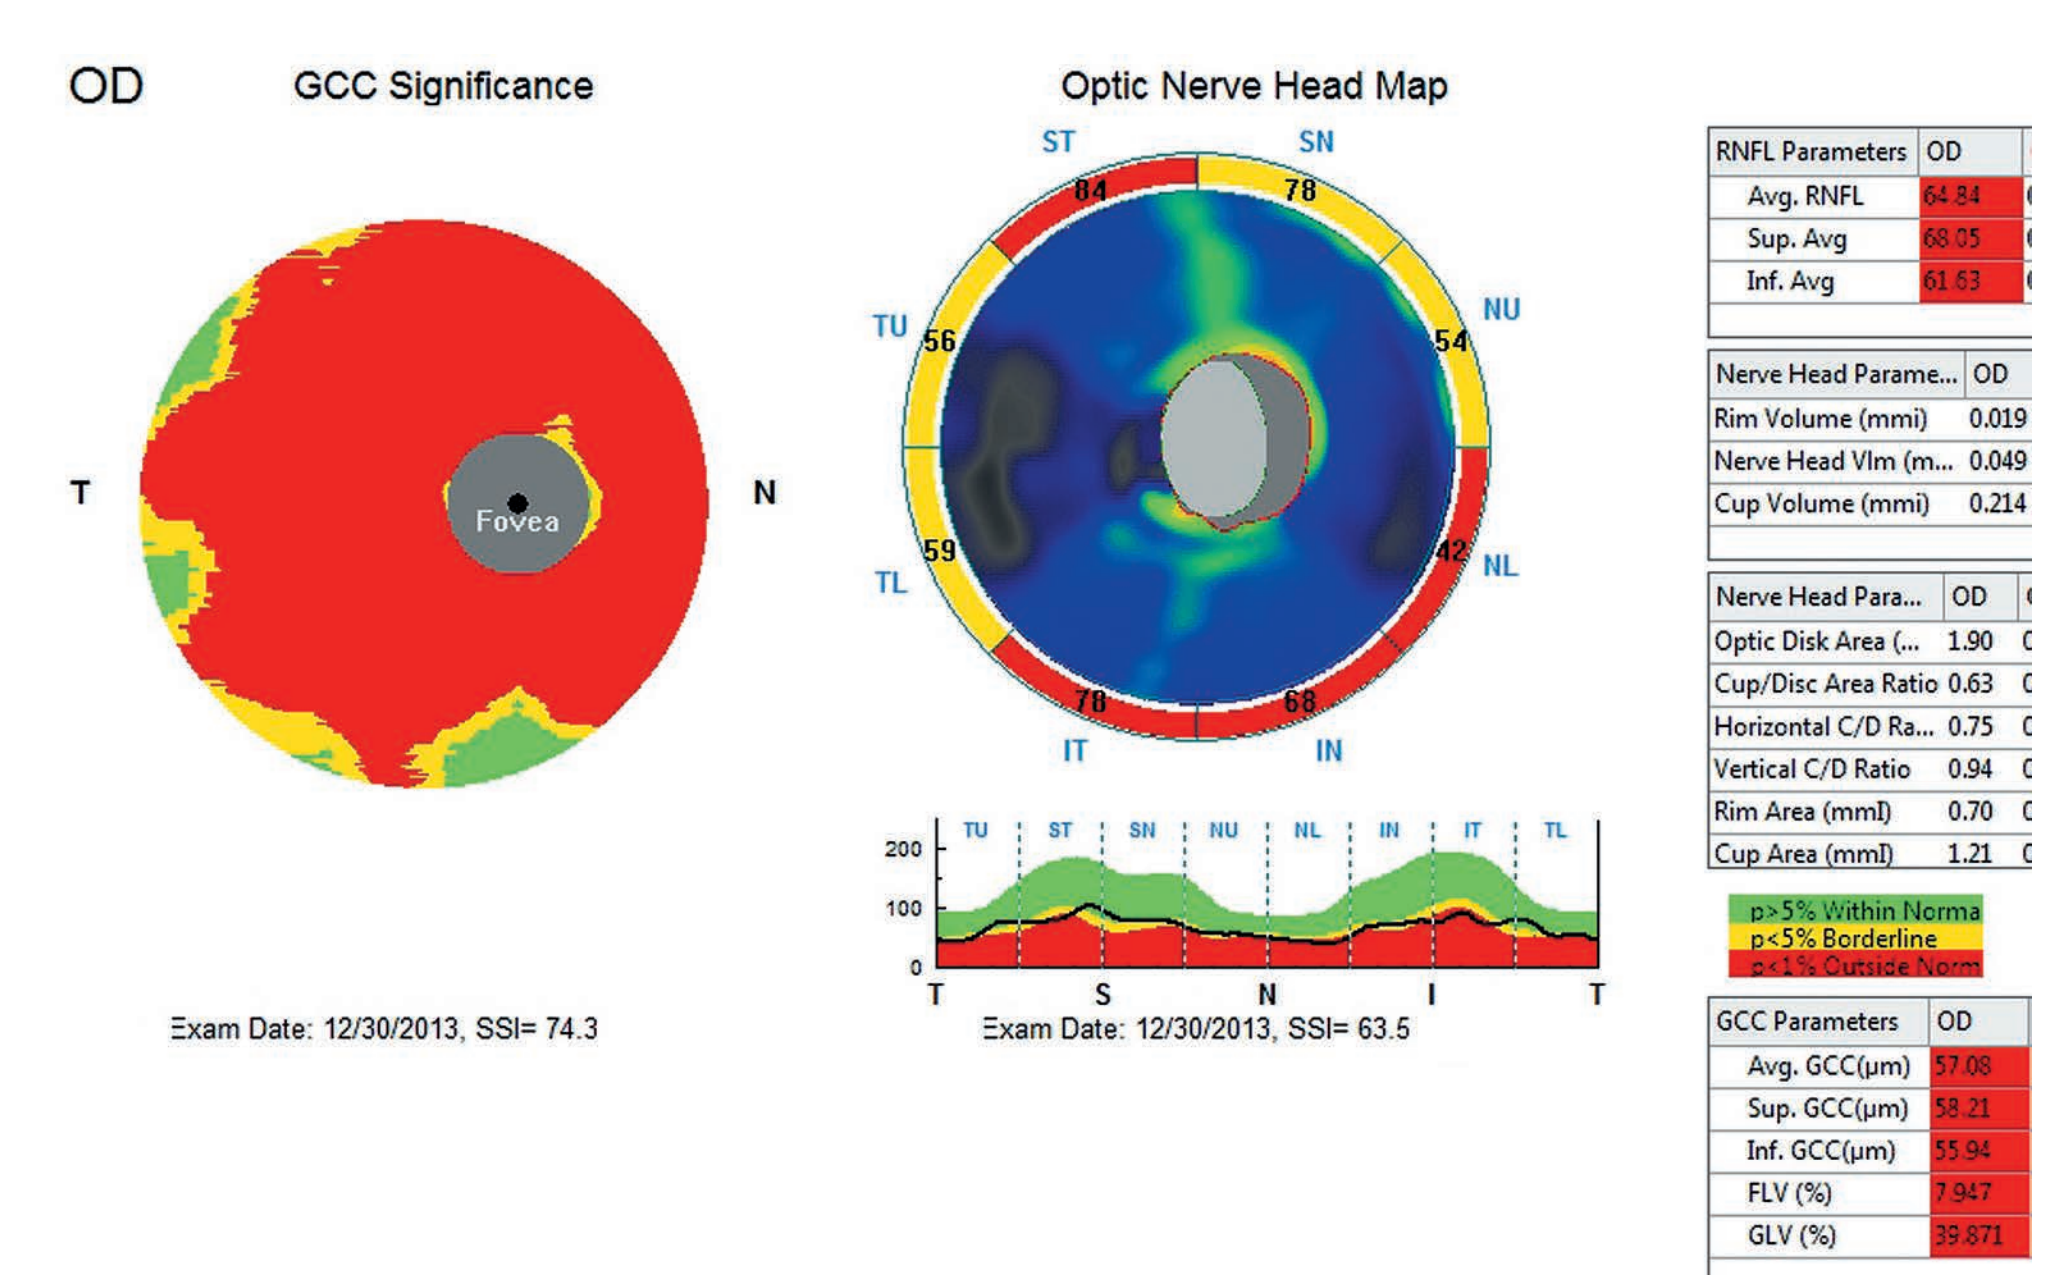 OD
GCC Significance
T
Fovea
N
Exam Date: 12/30/2013, SSI= 74.3
Optic Nerve Head Map
ST
SN
84
78
TU
NU
56
54
59
42
TL
NL
78
68
IT
IN
TU ST SN NU NL IN IT TL
200
100
0
T S N I T
Exam Date: 12/30/2013, SSI= 63.5
RNFL Parameters OD
Avg. RNFL 64.84
Sup. Avg 68.05
Inf. Avg 61.63
Nerve Head Parame... OD
Rim Volume (mmi) 0.019
Nerve Head Vlm (m... 0.049
Cup Volume (mmi) 0.214
Nerve Head Para... OD
Optic Disk Area (... 1.90
Cup/Disc Area Ratio 0.63
Horizontal C/D Ra... 0.75
Vertical C/D Ratio 0.94
Rim Area (mmI) 0.70
Cup Area (mmI) 1.21
p>5% Within Norma
p<5% Borderline
p<1% Outside Norm
GCC Parameters OD
Avg. GCC(µm) 57.08
Sup. GCC(µm) 58.21
Inf. GCC(µm) 55.94
FLV (%) 7.947
GLV (%) 39.871